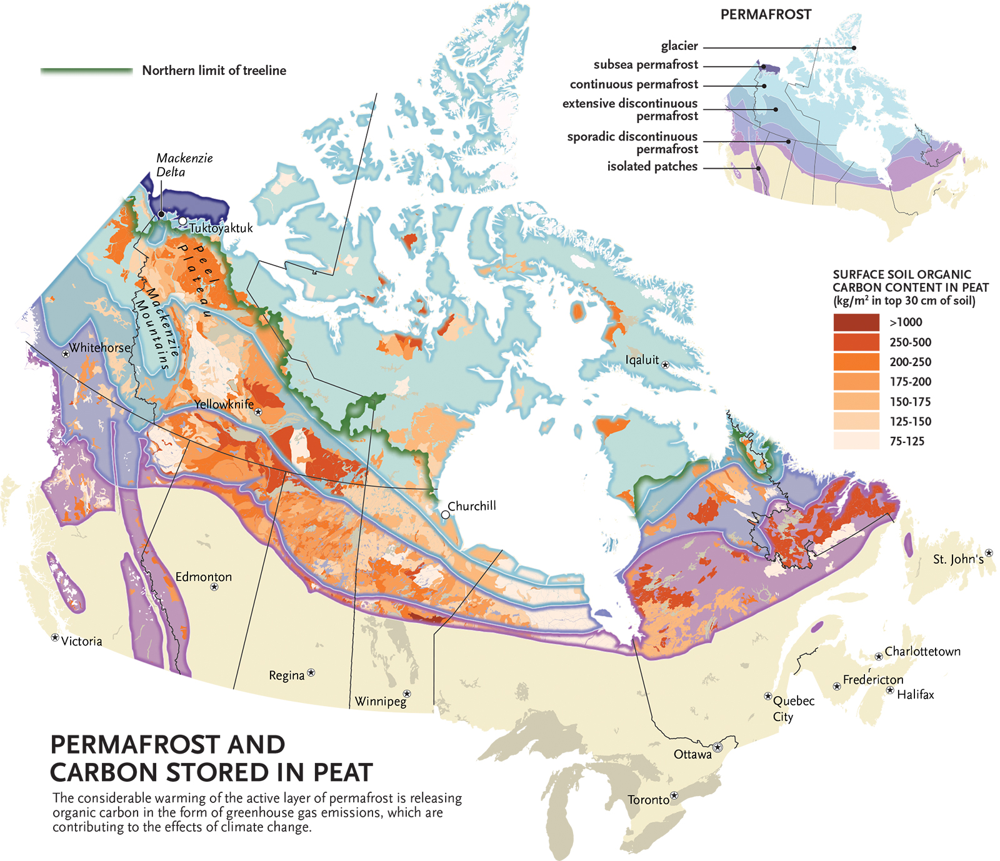 PERMAFROST
glacier
subsea permafrost
continuous permafrost
extensive discontinuous
permafrost
sporadic discontinuous
permafrost
isolated patches
Northern limit of treeline
Mackenzie
Delta
Tuktoyaktuk
Peel
Plateau
Mackenzie
Mountains
Whitehorse
Yellowknife
Iqaluit
Churchill
SURFACE SOIL ORGANIC
CARBON CONTENT IN PEAT
(kg/m² in top 30 cm of soil)
>1000
250-500
200-250
175-200
150-175
125-150
75-125
St. John's
Edmonton
Victoria
Regina
Winnipeg
Charlottetown
Fredericton
Halifax
Quebec
City
Ottawa
Toronto
PERMAFROST AND
CARBON STORED IN PEAT
The considerable warming of the active layer of permafrost is releasing
organic carbon in the form of greenhouse gas emissions, which are
contributing to the effects of climate change.